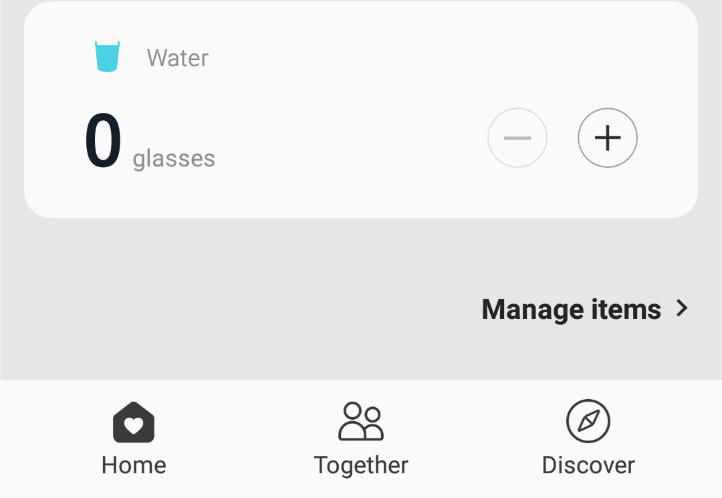 Water
0 glasses
Manage items
Home Together Discover